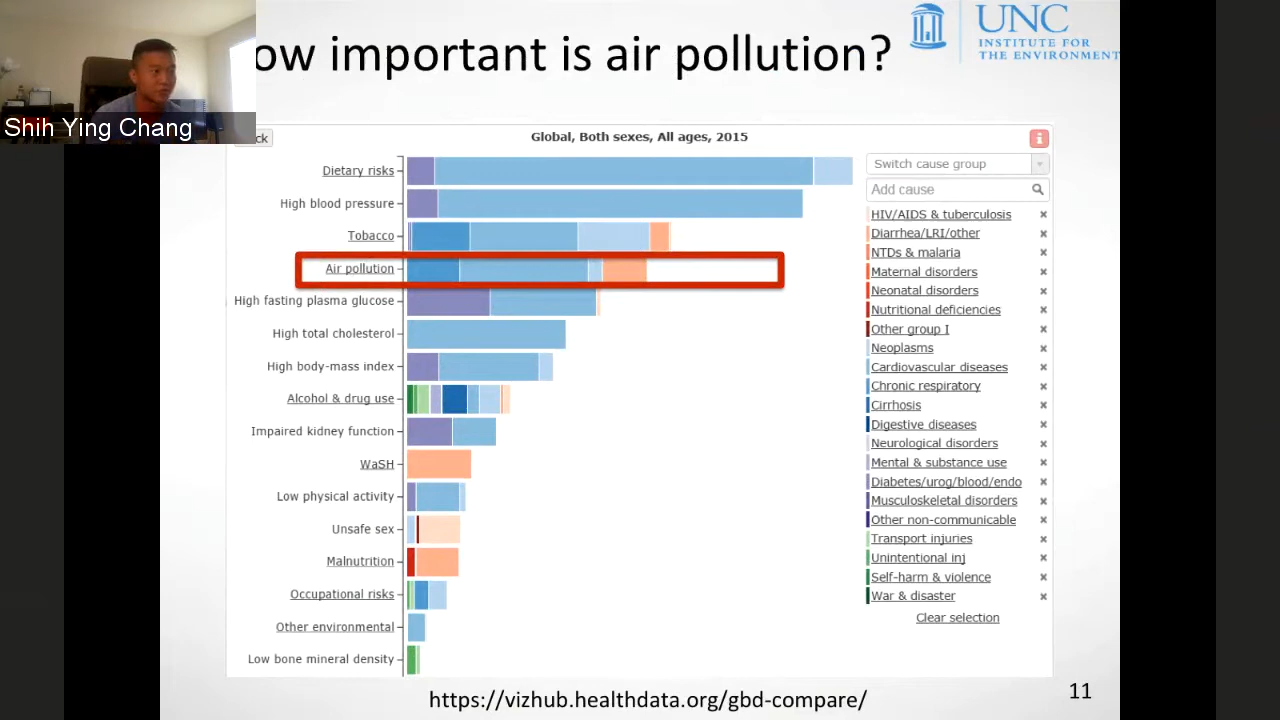 ow important is air pollution?
UNC
INSTITUTE FOR
THE ENVIRONMENT
Shih Ying Chang
ck
Global, Both sexes, All ages, 2015
i
Dietary risks
High blood pressure
Tobacco
Air pollution
High fasting plasma glucose
High total cholesterol
High body-mass index
Alcohol & drug use
Impaired kidney function
WaSH
Low physical activity
Unsafe sex
Malnutrition
Occupational risks
Other environmental
Low bone mineral density
Switch cause group
Add cause
HIV/AIDS & tuberculosis
Diarrhea/LRI/other
NTDs & malaria
Maternal disorders
Neonatal disorders
Nutritional deficiencies
Other group I
Neoplasms
Cardiovascular diseases
Chronic respiratory
Cirrhosis
Digestive diseases
Neurological disorders
Mental & substance use
Diabetes/urog/blood/endo
Musculoskeletal disorders
Other non-communicable
Transport injuries
Unintentional inj
Self-harm & violence
War & disaster
Clear selection
https://vizhub.healthdata.org/gbd-compare/
11